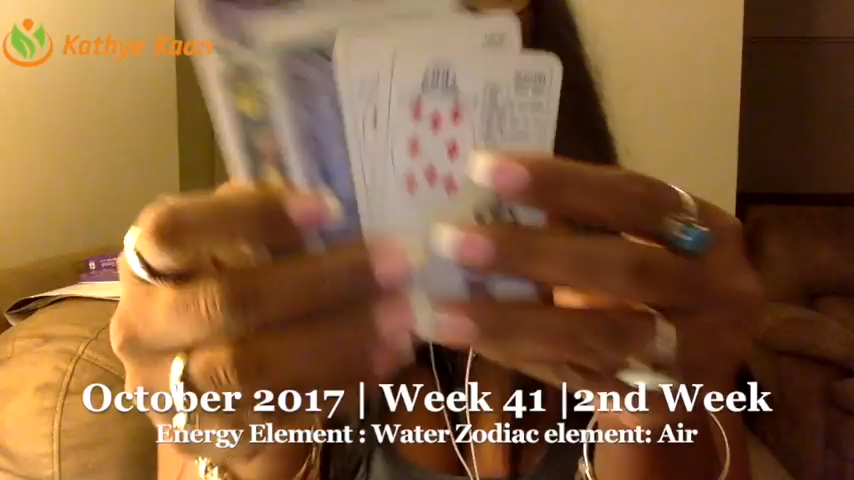 Kathye Kaan
October 2017 | Week 41 |2nd Week
Energy Element : Water Zodiac element: Air